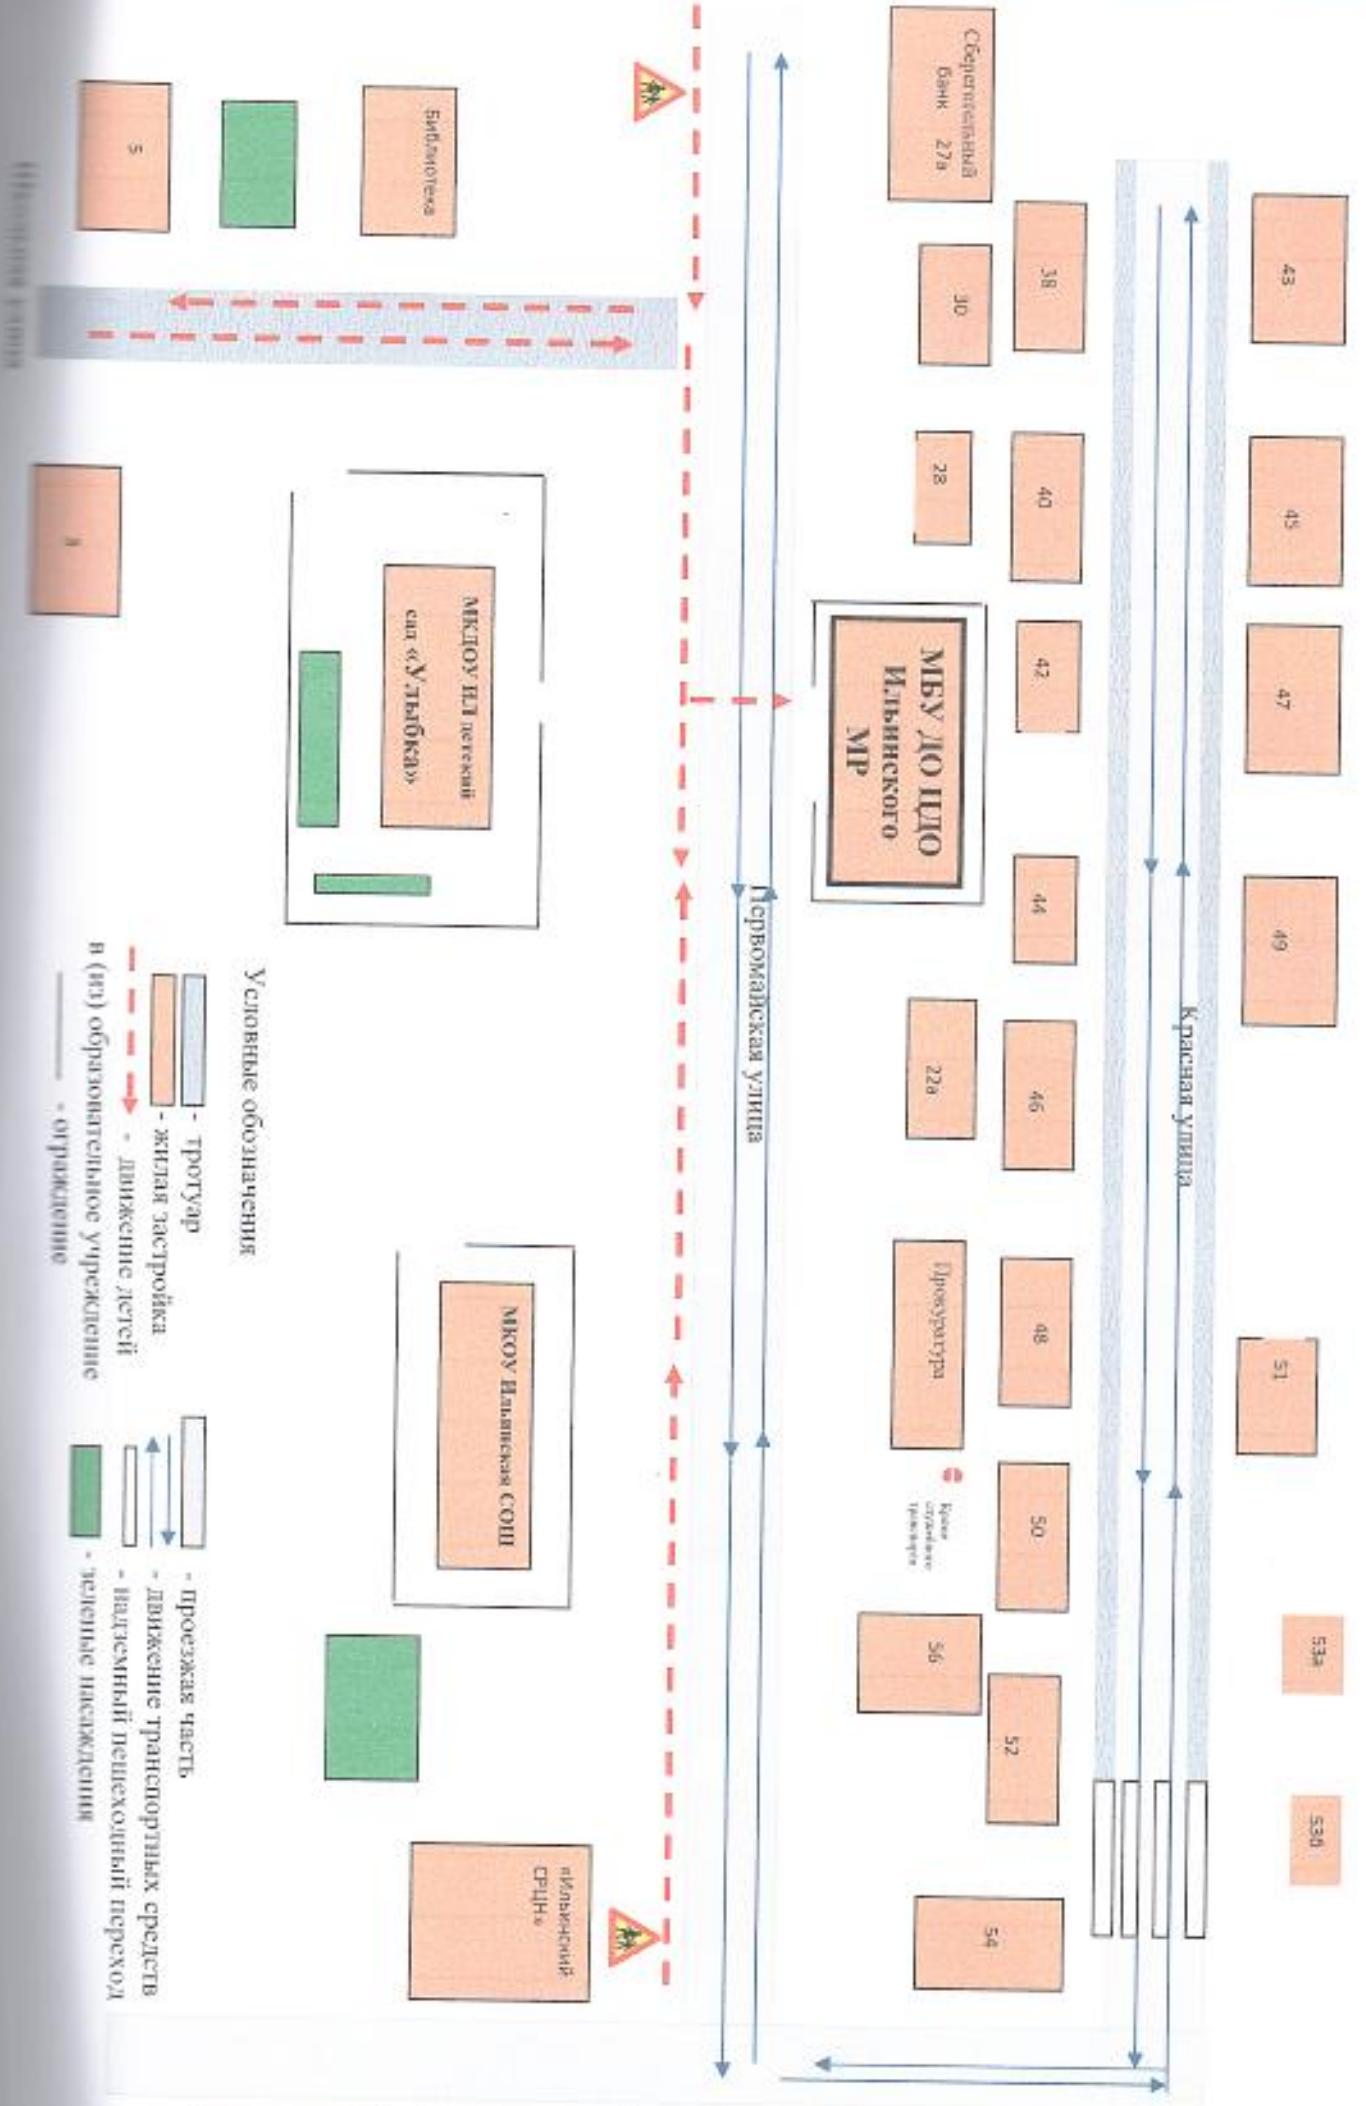 43
45
47
49
51
53а
53б
Красная улица
38
40
42
44
46
48
50
52
54
Сберегательный
банк 27а
30
28
МБУ ДО ЦДО
Ильинского
МР
22а
Прокуратура
56
Первомайская улица
Библиотека
5
МКДОУ ИЛ детский
сад «Улыбка»
МКОУ Ильинская СОШ
«Ильинский
СРЦН»
Условные обозначения
- тротуар
- жилая застройка
- движение детей
в (из) образовательное учреждение
- ограждение
- проезжая часть
- движение транспортных средств
- надземный пешеходный переход
- зеленые насаждения